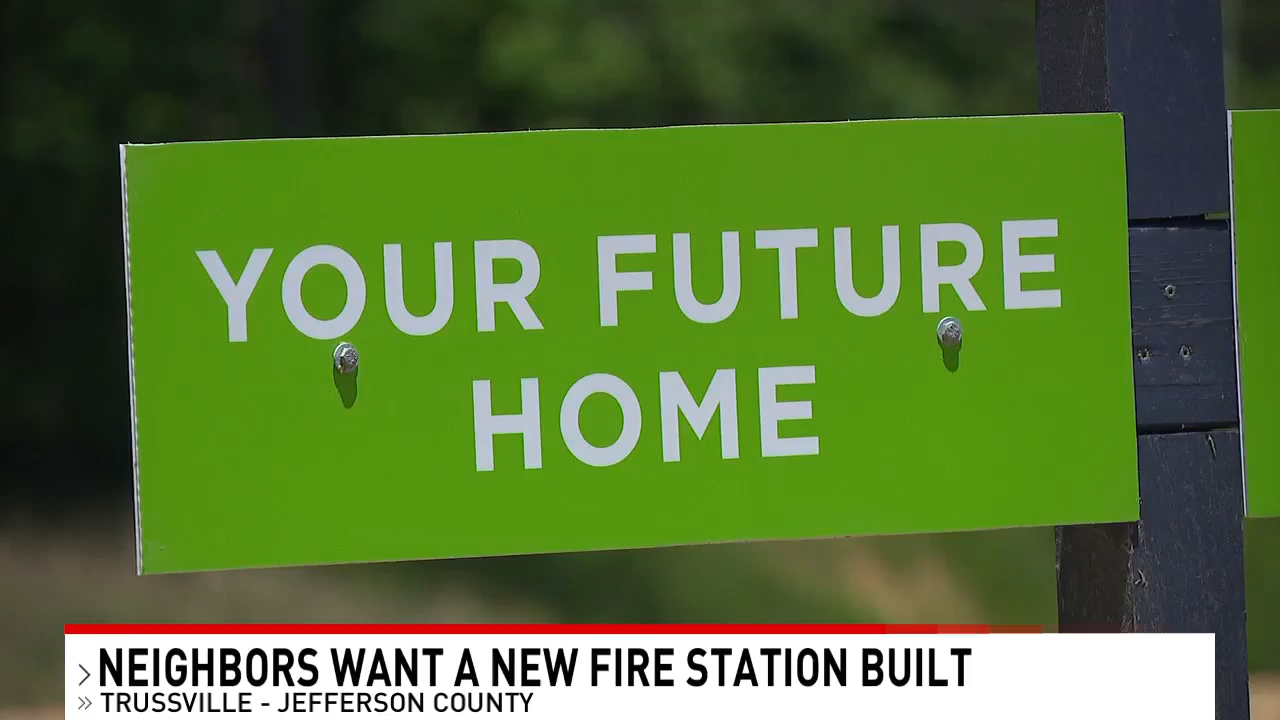 YOUR FUTURE
HOME
NEIGHBORS WANT A NEW FIRE STATION BUILT
TRUSSVILLE - JEFFERSON COUNTY